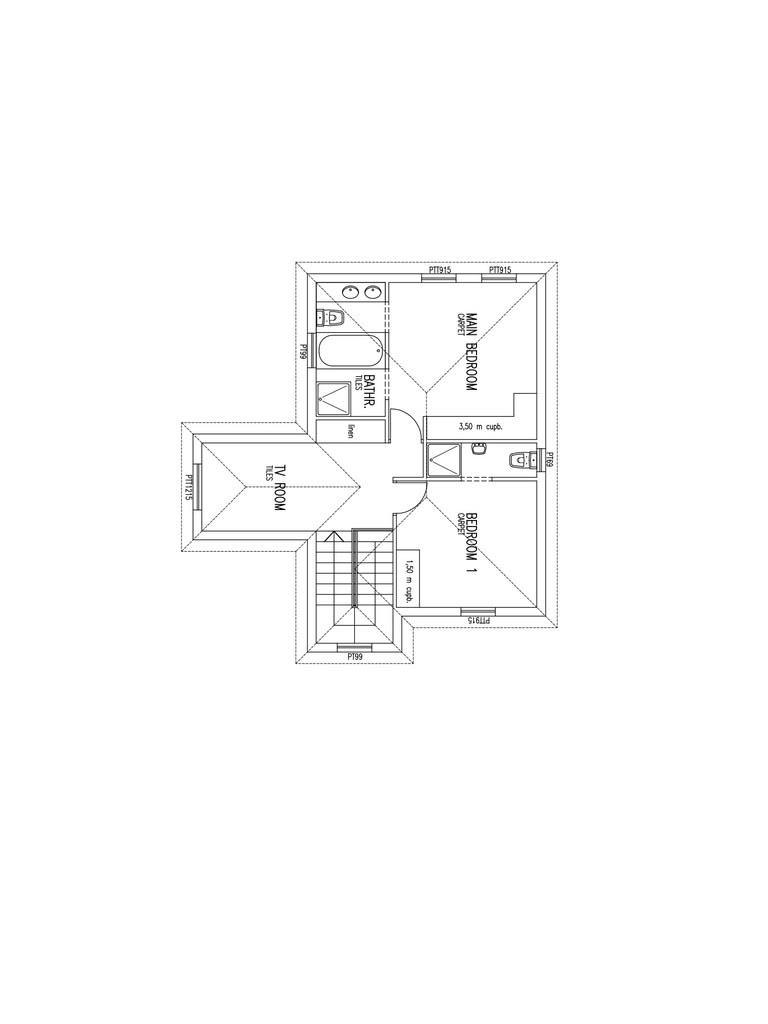 PTT915
PTT915
MAIN BEDROOM
CARPET
PT99
BATHR.
TILES
linen
3,50 m cupb.
PT69
TV ROOM
TILES
PTT1215
BEDROOM 1
CARPET
1,50 m cupb.
PTT915
PT99